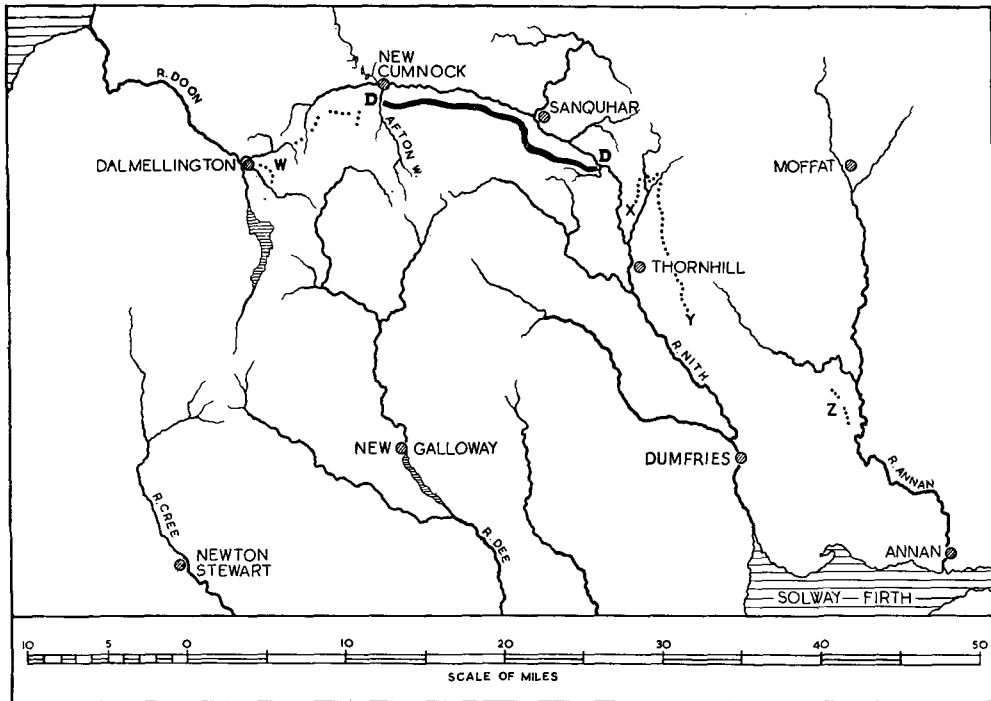 R. DOON
NEW
CUMNOCK
D
AFTON W.
SANQUHAR
D
DALMELLINGTON
W
MOFFAT
X
THORNHILL
Y
R. NITH
Z
NEW GALLOWAY
DUMFRIES
R. ANNAN
R. CREE
NEWTON
STEWART
R. DEE
ANNAN
SOLWAY—FIRTH
10 5 0 10 20 30 40 50
SCALE OF MILES